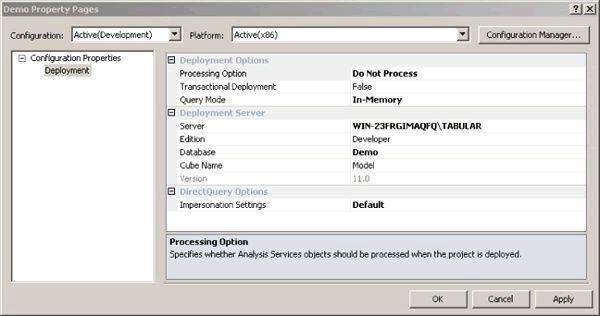 Demo Property Pages
Configuration: Active(Development) Platform: Active(x86) Configuration Manager...
Configuration Properties
Deployment
Deployment Options
Processing Option Do Not Process
Transactional Deployment False
Query Mode In-Memory
Deployment Server
Server WIN-23FRGIMAQFQ\TABULAR
Edition Developer
Database Demo
Cube Name Model
Version 11.0
DirectQuery Options
Impersonation Settings Default
Processing Option
Specifies whether Analysis Services objects should be processed when the project is deployed.
OK Cancel Apply